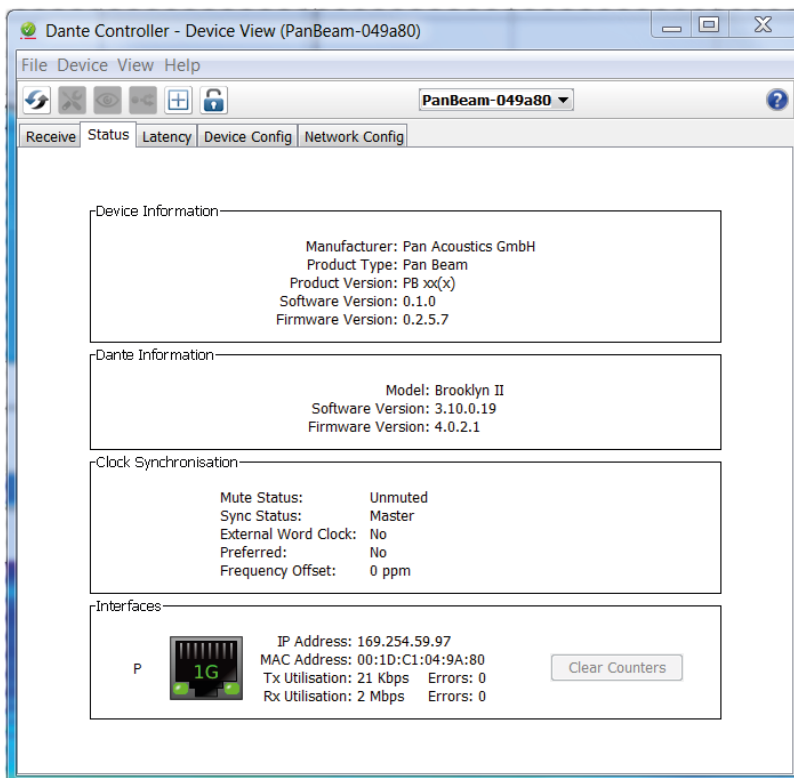 Dante Controller - Device View (PanBeam-049a80)
File Device View Help
PanBeam-049a80
Receive Status Latency Device Config Network Config
Device Information
Manufacturer: Pan Acoustics GmbH
Product Type: Pan Beam
Product Version: PB xx(x)
Software Version: 0.1.0
Firmware Version: 0.2.5.7
Dante Information
Model: Brooklyn II
Software Version: 3.10.0.19
Firmware Version: 4.0.2.1
Clock Synchronisation
Mute Status: Unmuted
Sync Status: Master
External Word Clock: No
Preferred: No
Frequency Offset: 0 ppm
Interfaces
P
1G
IP Address: 169.254.59.97
MAC Address: 00:1D:C1:04:9A:80
Tx Utilisation: 21 Kbps Errors: 0
Rx Utilisation: 2 Mbps Errors: 0
Clear Counters